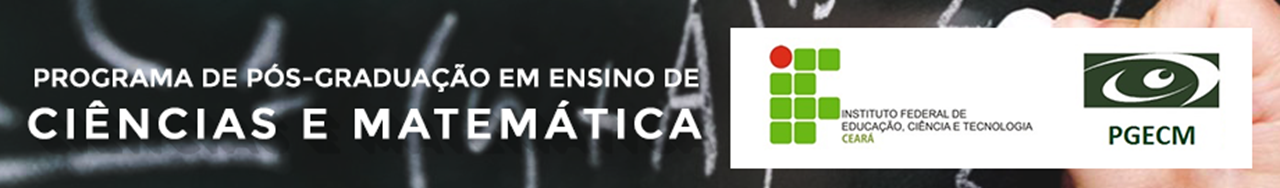 PROGRAMA DE PÓS-GRADUAÇÃO EM ENSINO DE
CIÊNCIAS E MATEMÁTICA
INSTITUTO FEDERAL DE
EDUCAÇÃO, CIÊNCIA E TECNOLOGIA
CEARÁ
PGECM